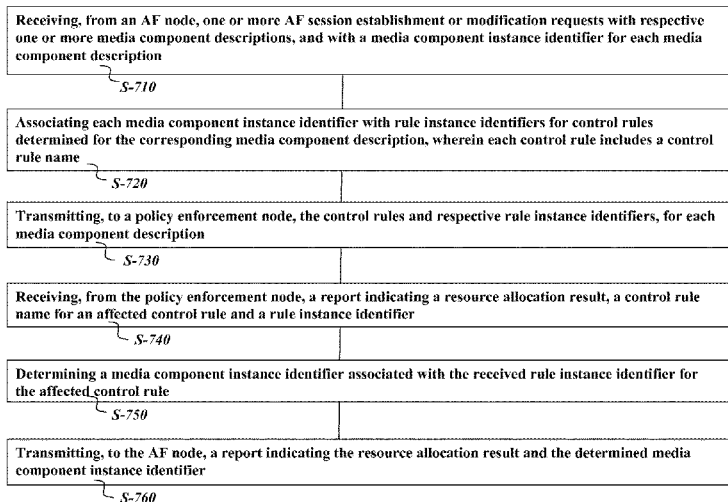 Receiving, from an AF node, one or more AF session establishment or modification requests with respective
one or more media component descriptions, and with a media component instance identifier for each media
component description
S-710
Associating each media component instance identifier with rule instance identifiers for control rules
determined for the corresponding media component description, wherein each control rule includes a control
rule name
S-720
Transmitting, to a policy enforcement node, the control rules and respective rule instance identifiers, for each
media component description
S-730
Receiving, from the policy enforcement node, a report indicating a resource allocation result, a control rule
name for an affected control rule and a rule instance identifier
S-740
Determining a media component instance identifier associated with the received rule instance identifier for
the affected control rule
S-750
Transmitting, to the AF node, a report indicating the resource allocation result and the determined media
component instance identifier
S-760